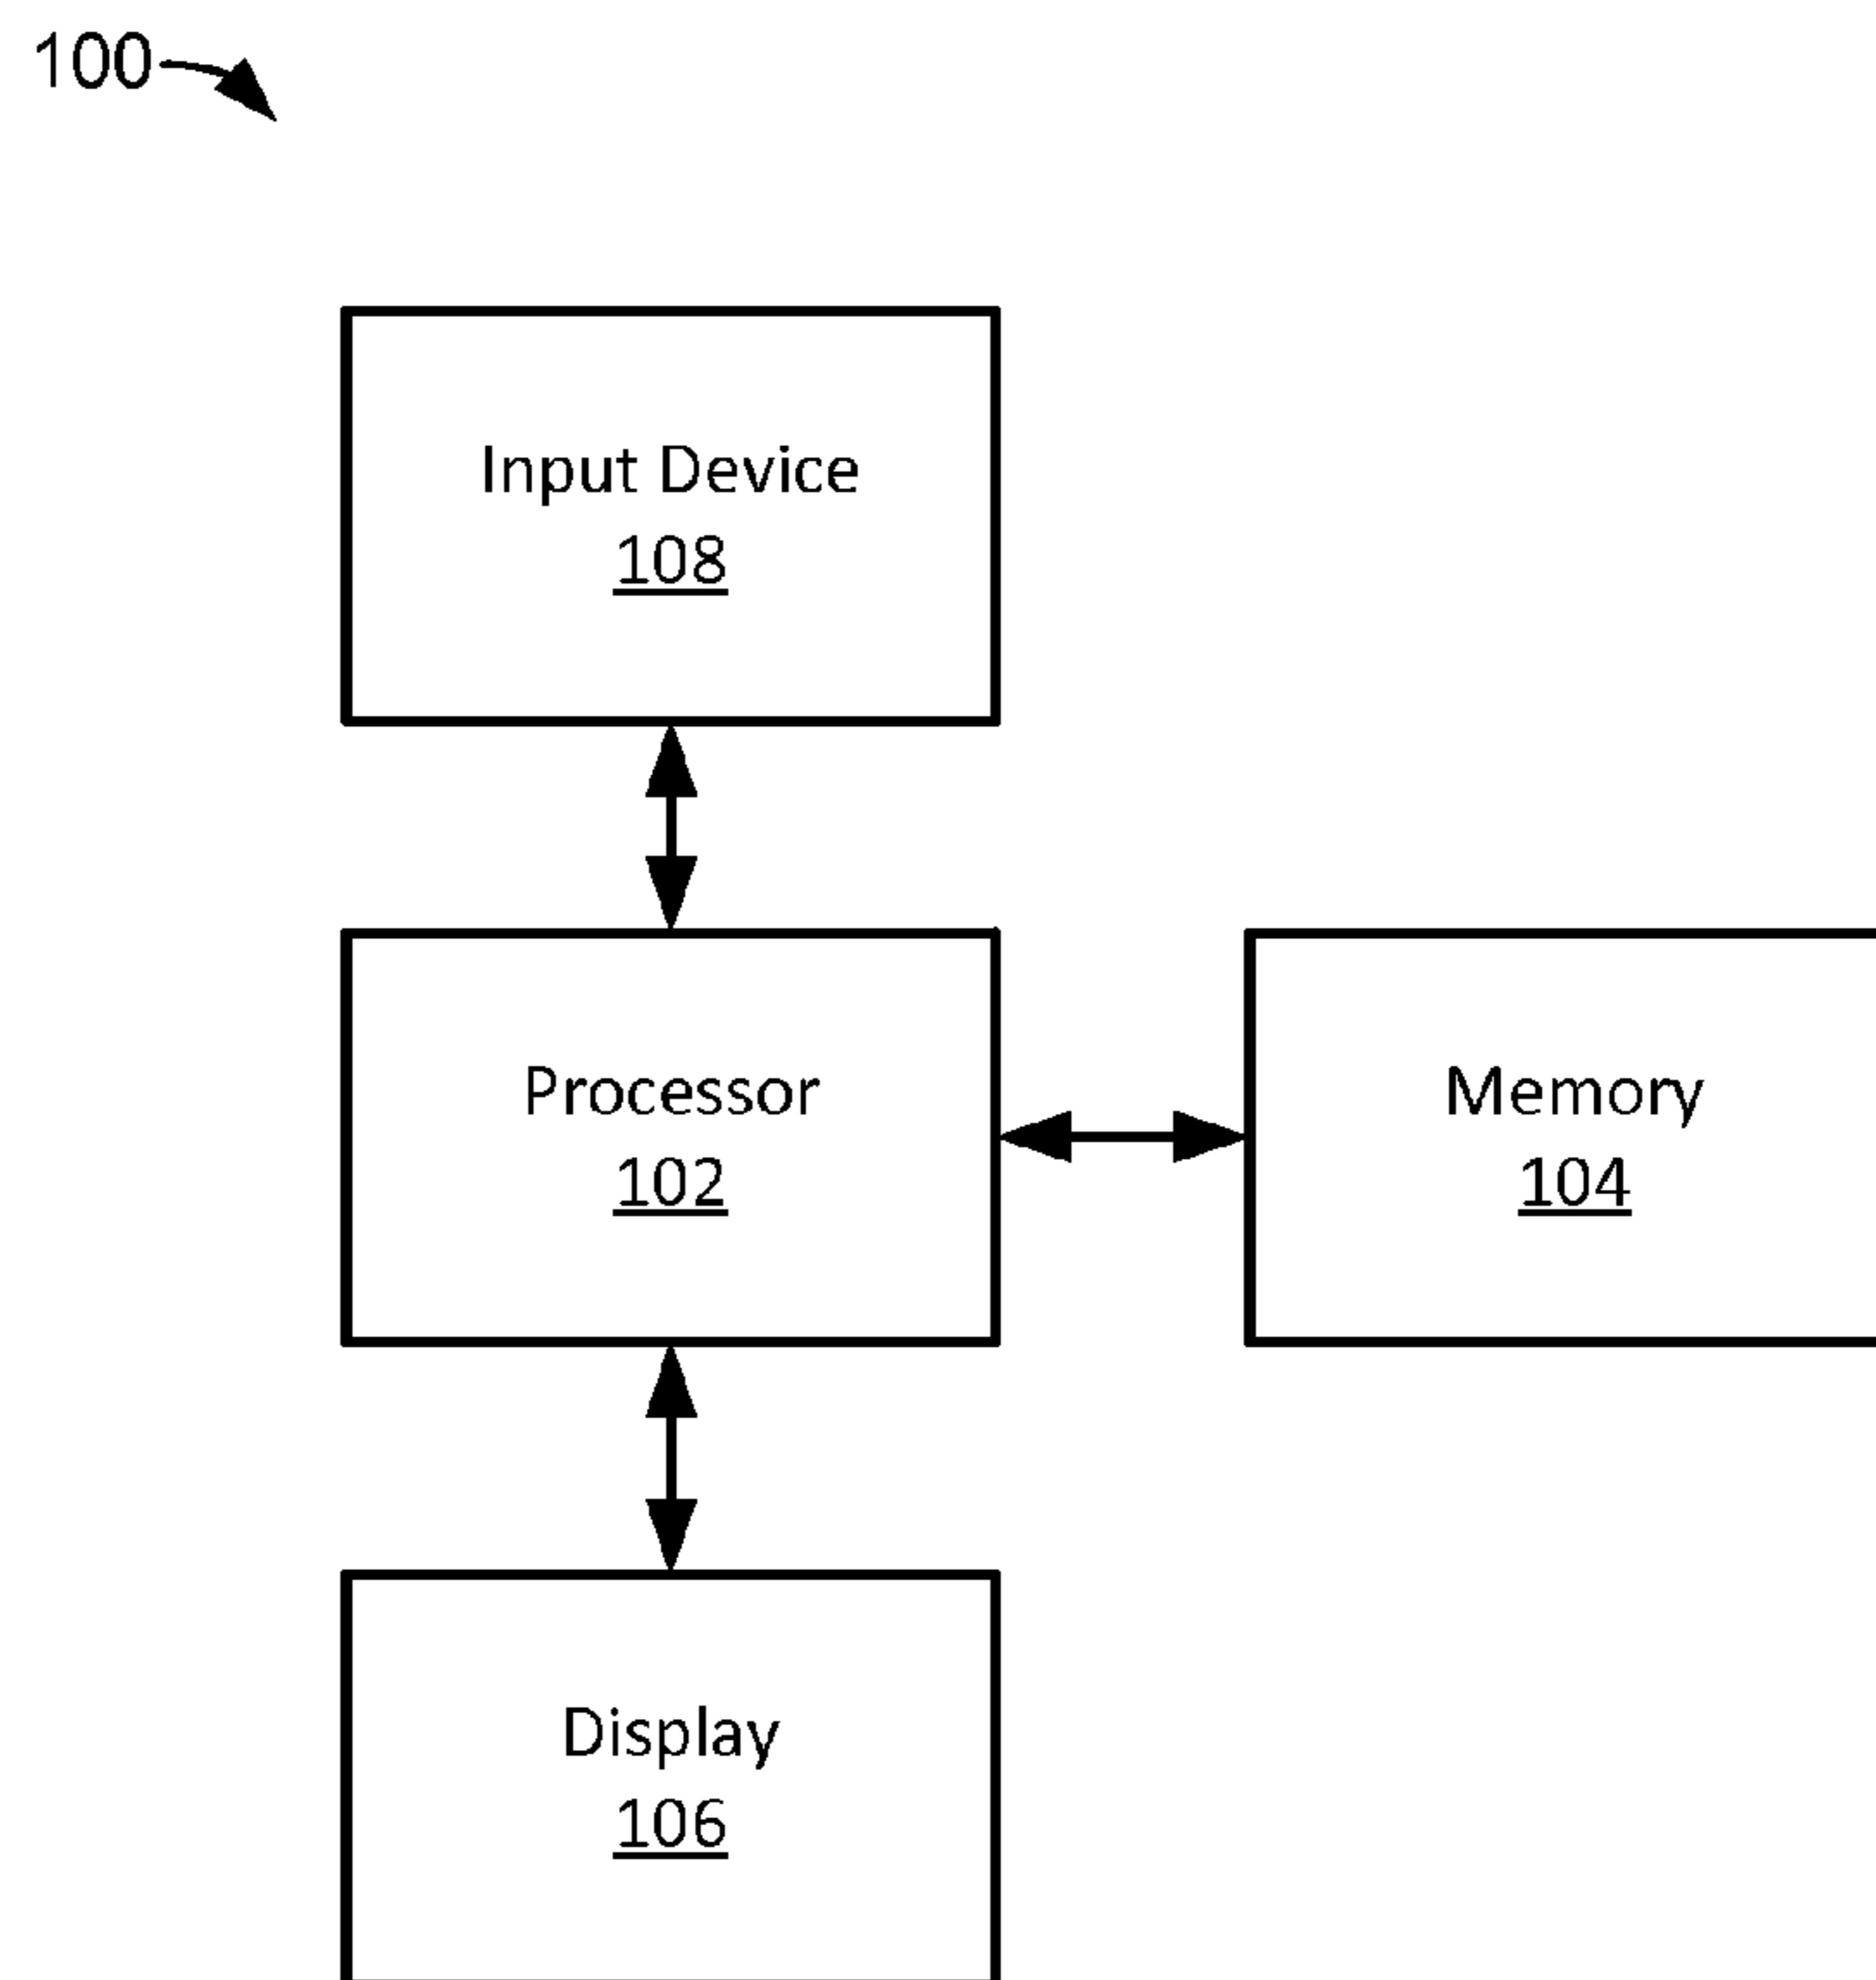 100
Input Device
108
Processor
102
Memory
104
Display
106